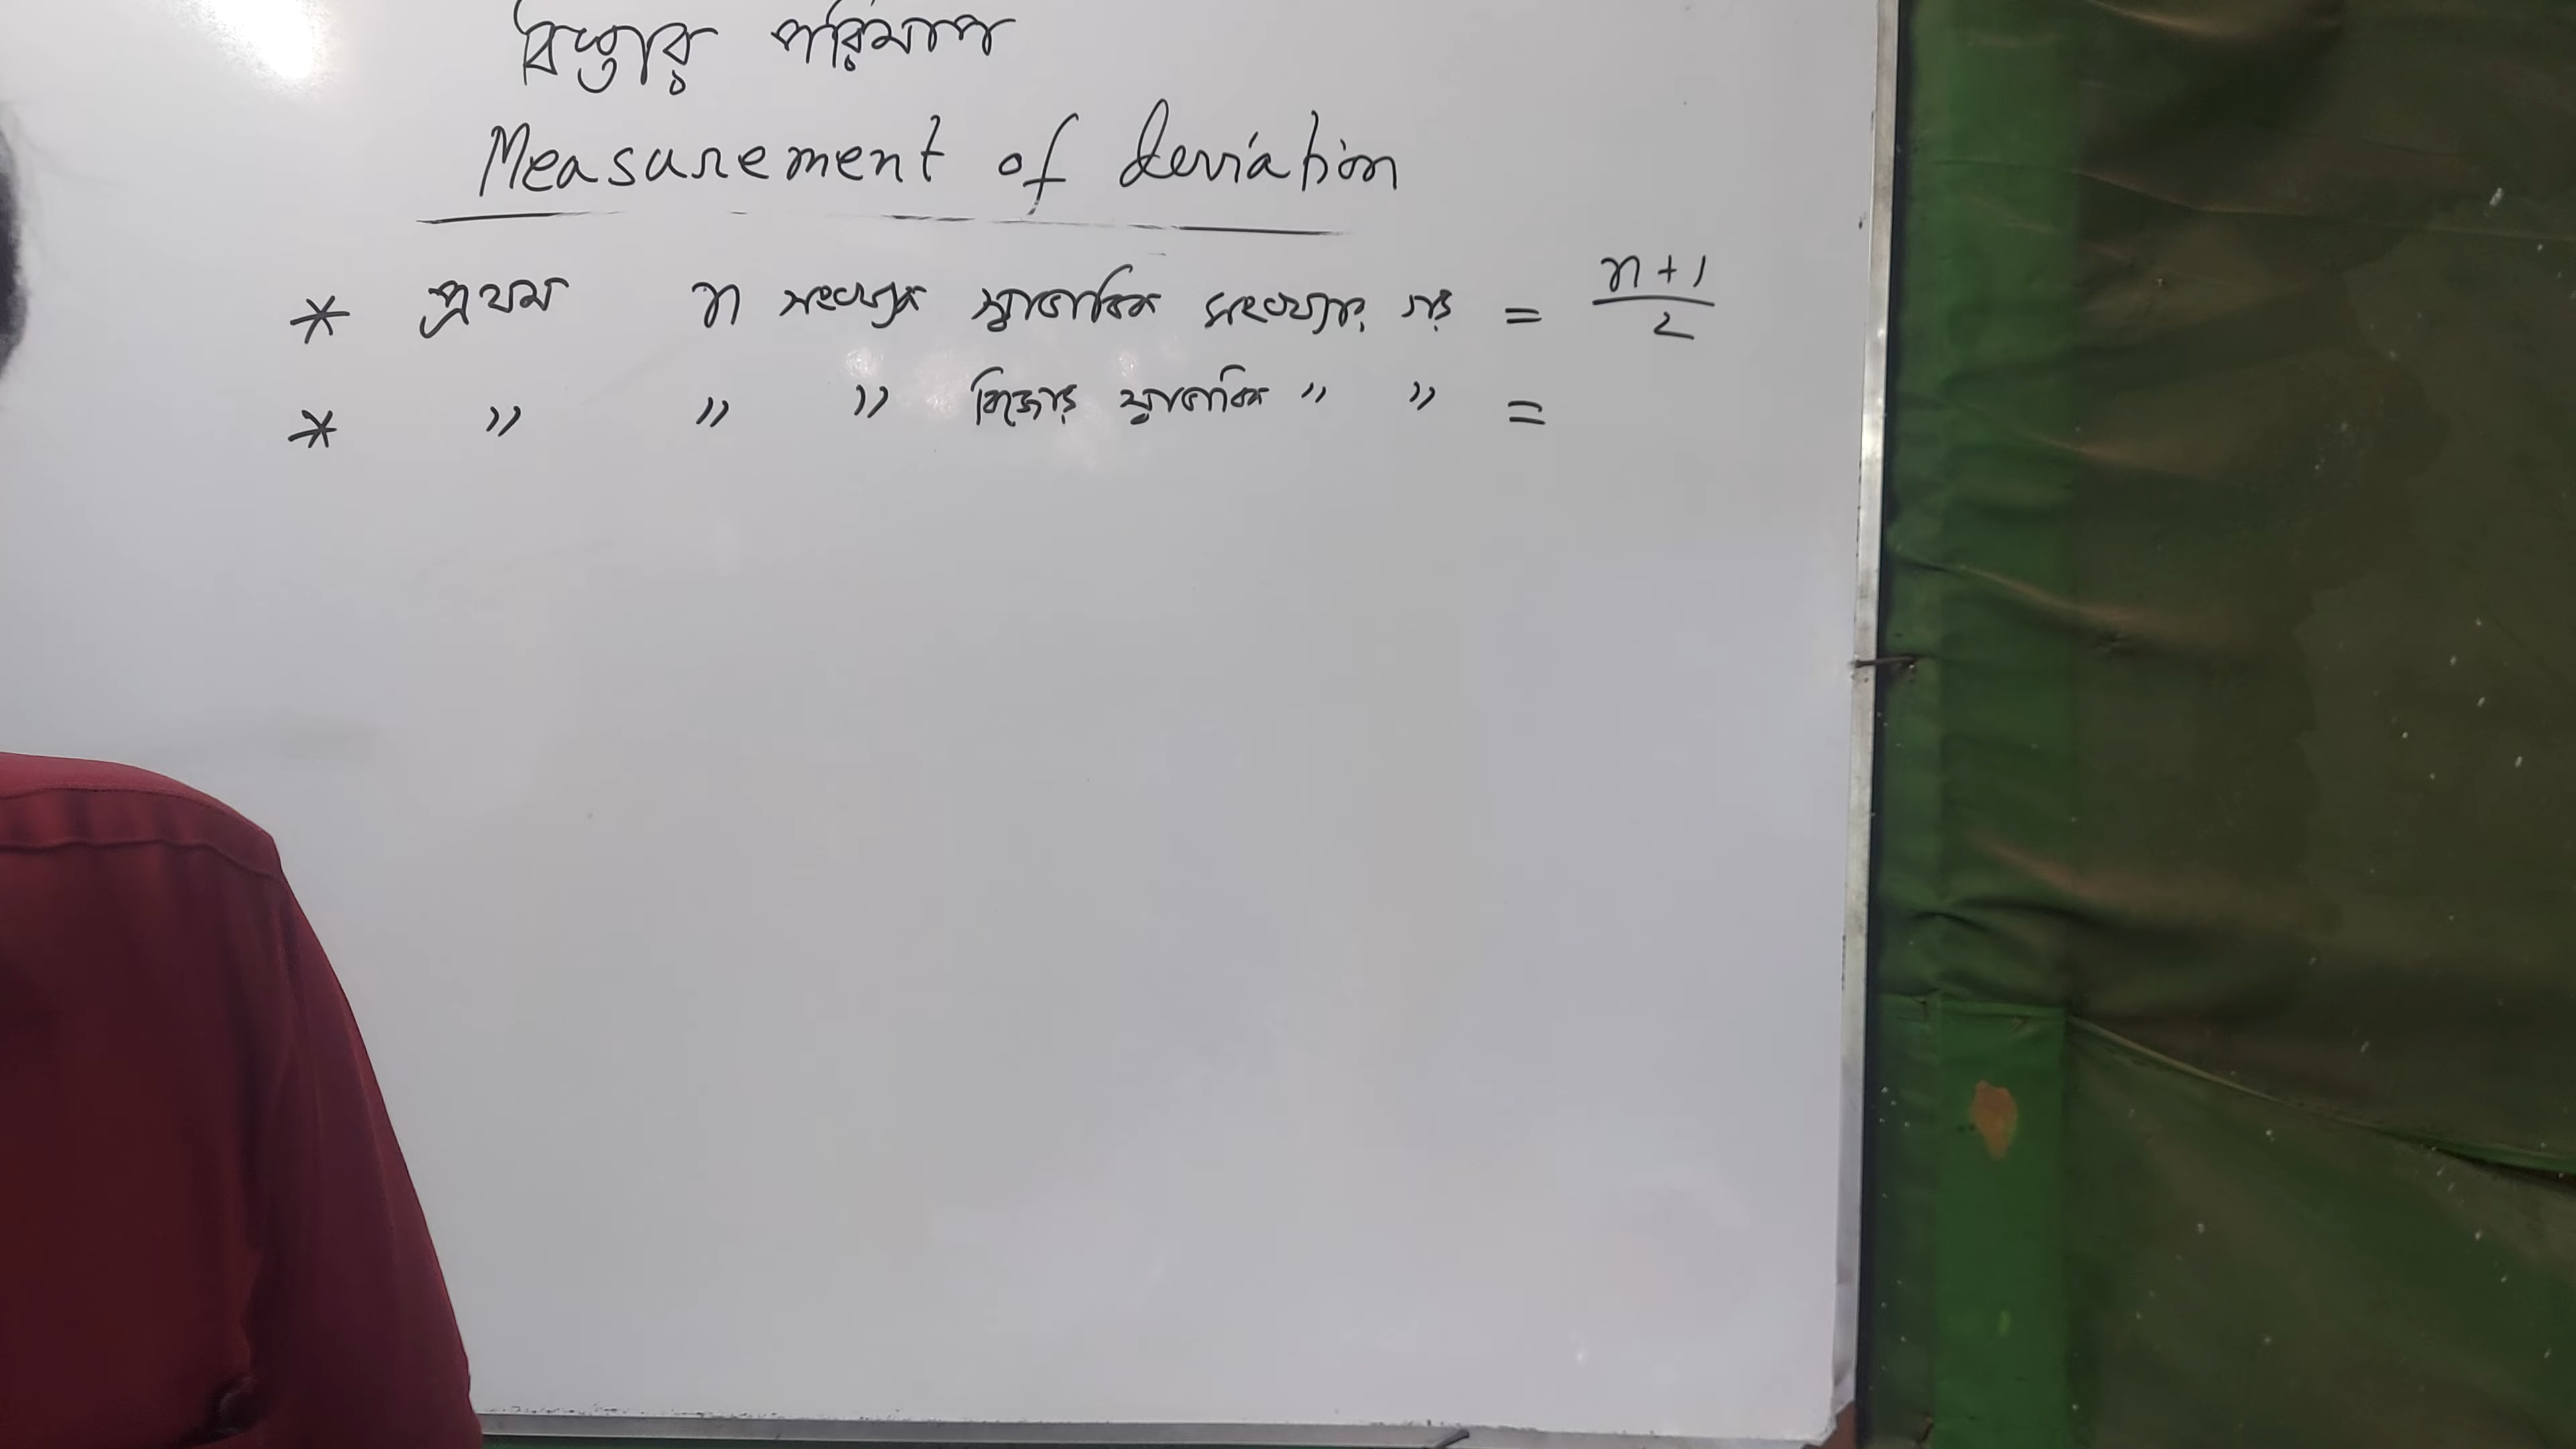 বিস্তার পরিমাপ
Measurement of deviation
* প্রথম n সংখ্যক স্বাভাবিক সংখ্যার গড় = n+1/2
* " " " বিজোড় স্বাভাবিক " " =